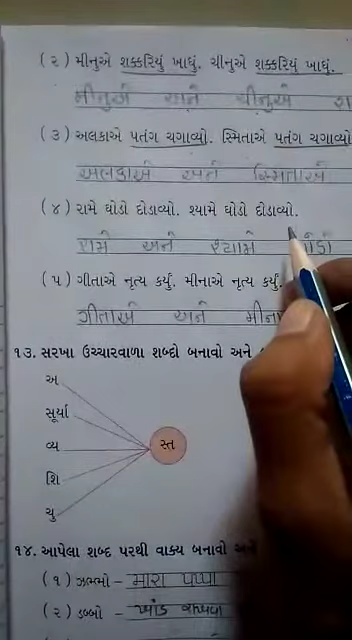 (૨) મીનુએ શક્કરિયું ખાધું. ચીનુએ શક્કરિયું ખાધું.
મીનુએ અને ચીનુએ શ
(૩) અલકાએ પતંગ ચગાવ્યો. સ્મિતાએ પતંગ ચગાવ્યો
અલકાએ અને સ્મિતાએ
(૪) રામે ઘોડો દોડાવ્યો. શ્યામે ઘોડો દોડાવ્યો.
રામે અને શ્યામે
(૫) ગીતાએ નૃત્ય કર્યું. મીનાએ નૃત્ય કર્યું.
ગીતાએ અને મીના
૧૩. સરખા ઉચ્ચારવાળા શબ્દો બનાવો અને
અ
સૂર્યા
વ્ય
શિ
ચુ
સ્ત
૧૪. આપેલા શબ્દ પરથી વાક્ય બનાવો અને
(૧) ઝભ્ભો – મારા પપ્પા
(૨) ડબ્બો – ખાંડ